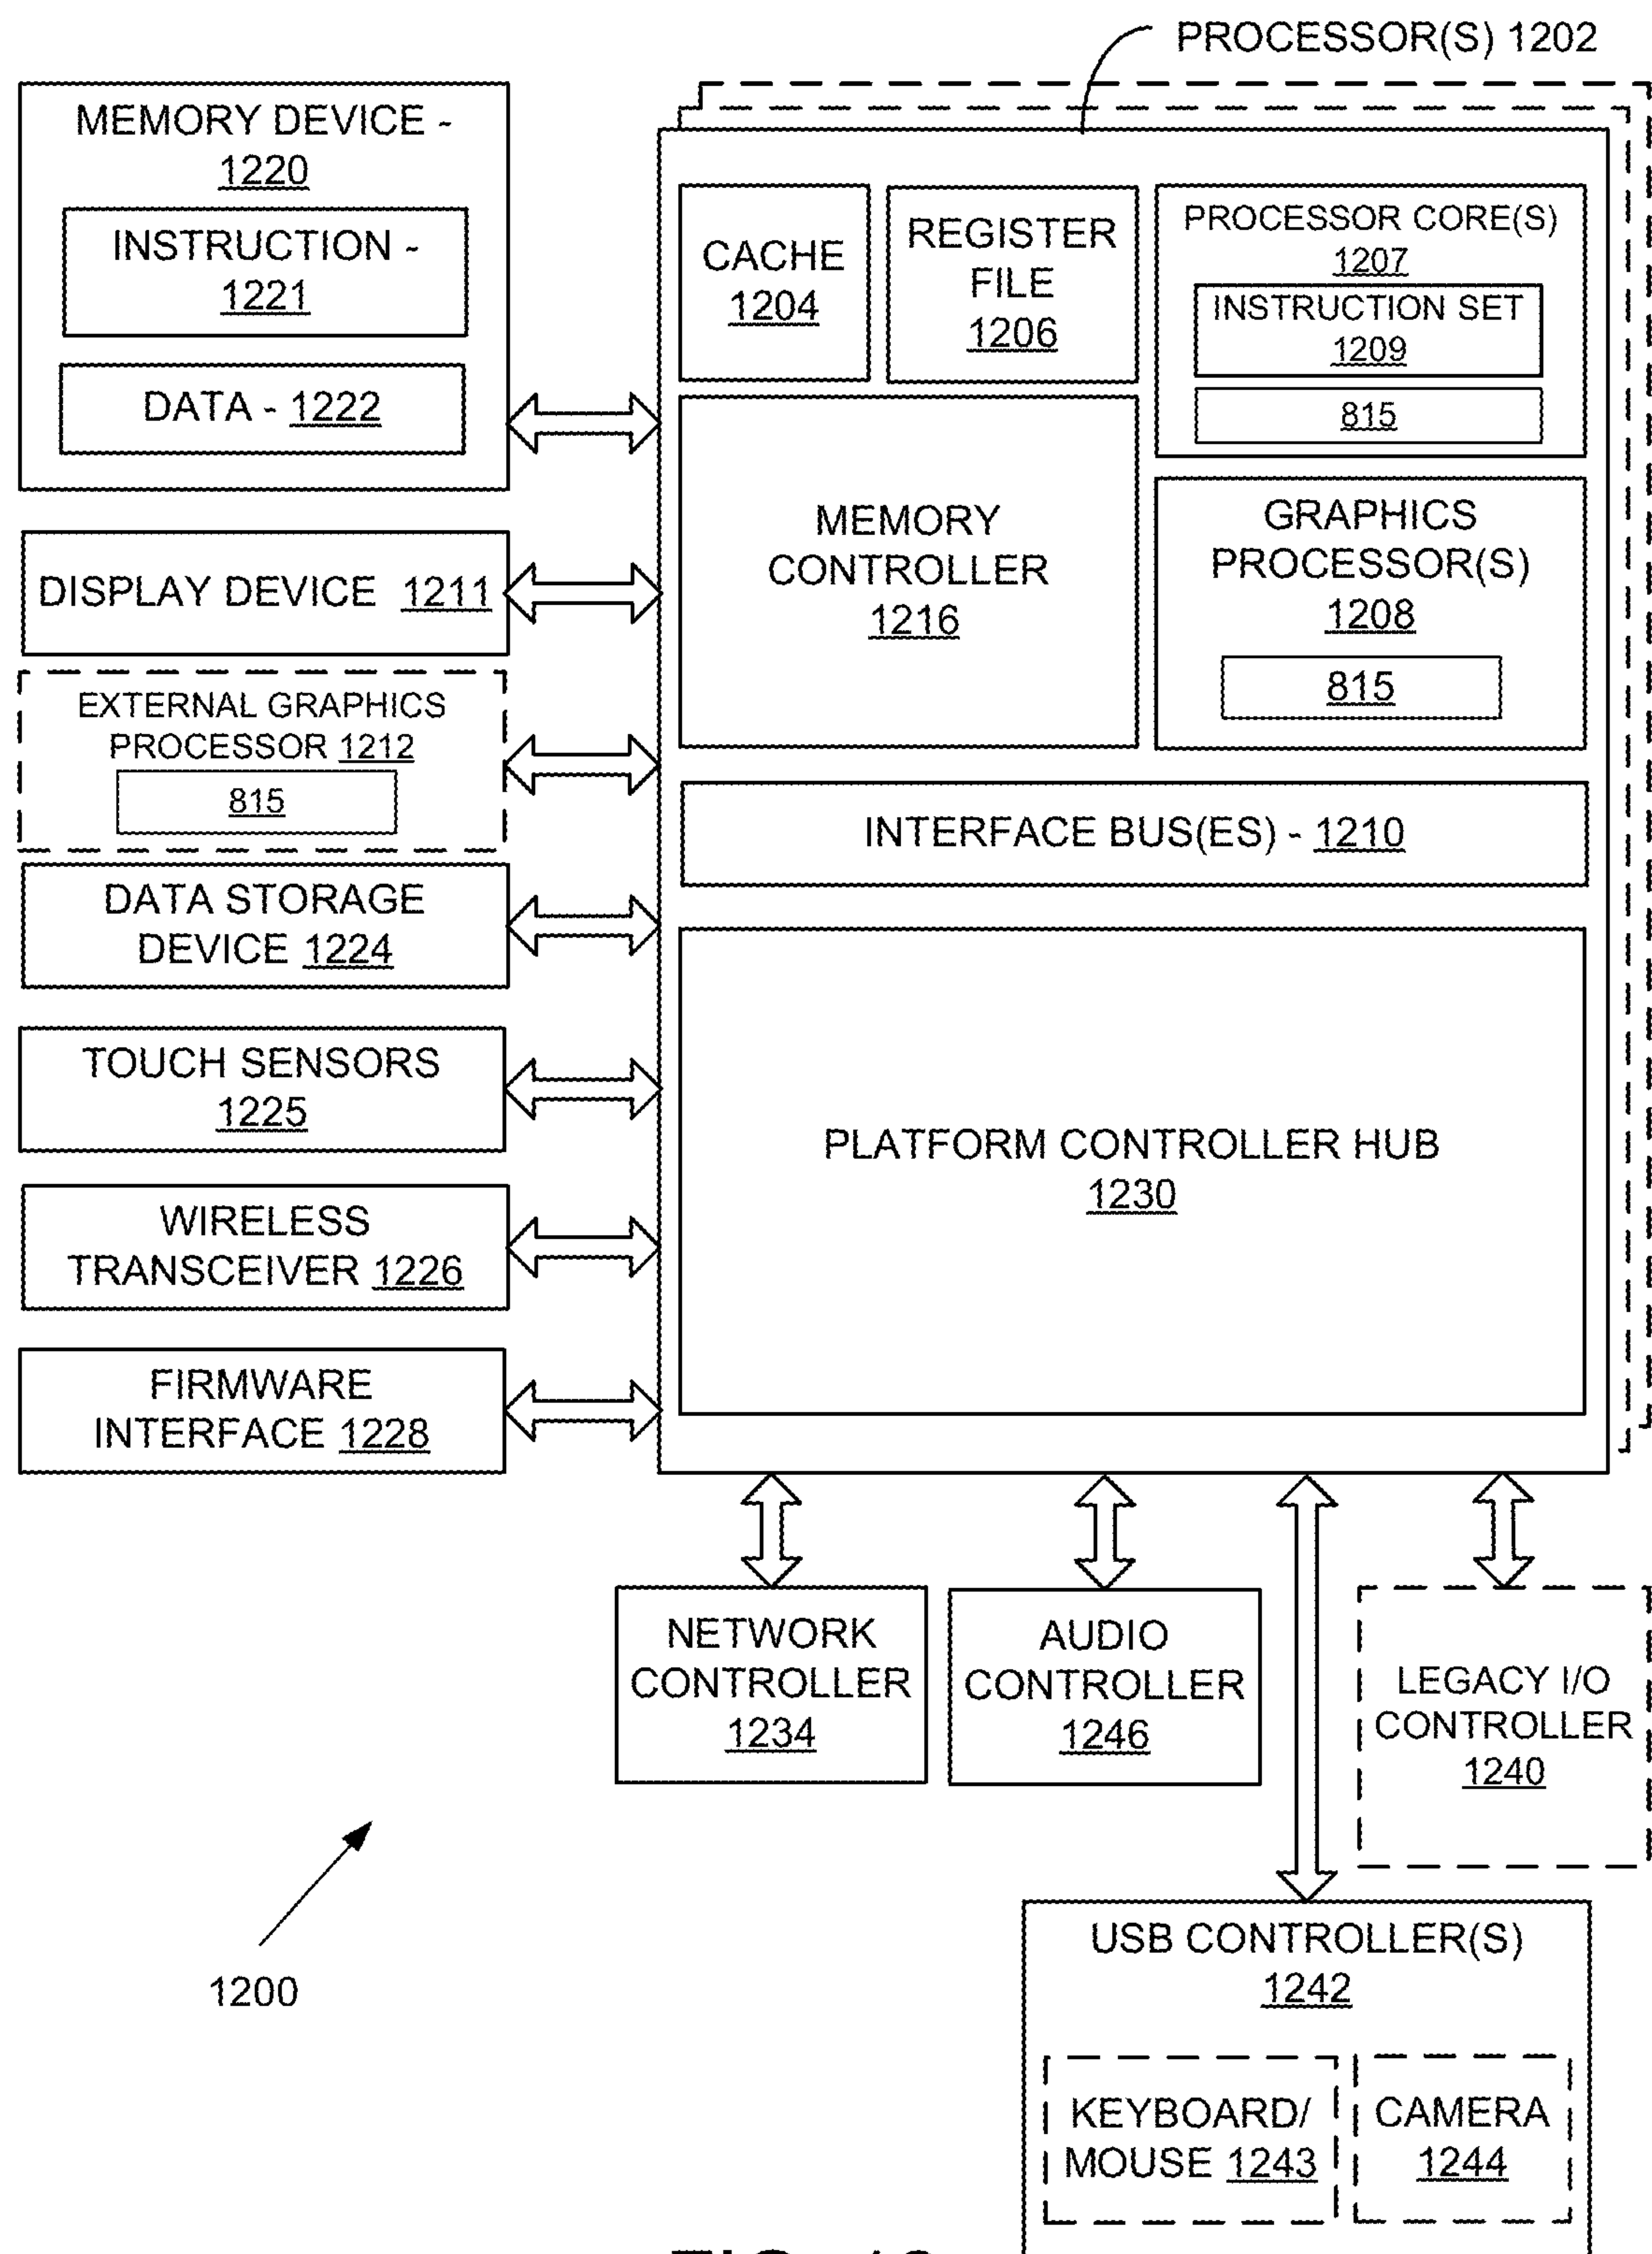 PROCESSOR(S) 1202
MEMORY DEVICE -
1220
INSTRUCTION -
1221
DATA - 1222
DISPLAY DEVICE 1211
EXTERNAL GRAPHICS
PROCESSOR 1212
815
DATA STORAGE
DEVICE 1224
TOUCH SENSORS
1225
WIRELESS
TRANSCEIVER 1226
FIRMWARE
INTERFACE 1228
CACHE
1204
REGISTER
FILE
1206
PROCESSOR CORE(S)
1207
INSTRUCTION SET
1209
815
MEMORY
CONTROLLER
1216
GRAPHICS
PROCESSOR(S)
1208
815
INTERFACE BUS(ES) - 1210
PLATFORM CONTROLLER HUB
1230
NETWORK
CONTROLLER
1234
AUDIO
CONTROLLER
1246
LEGACY I/O
CONTROLLER
1240
USB CONTROLLER(S)
1242
KEYBOARD/
MOUSE 1243
CAMERA
1244
1200